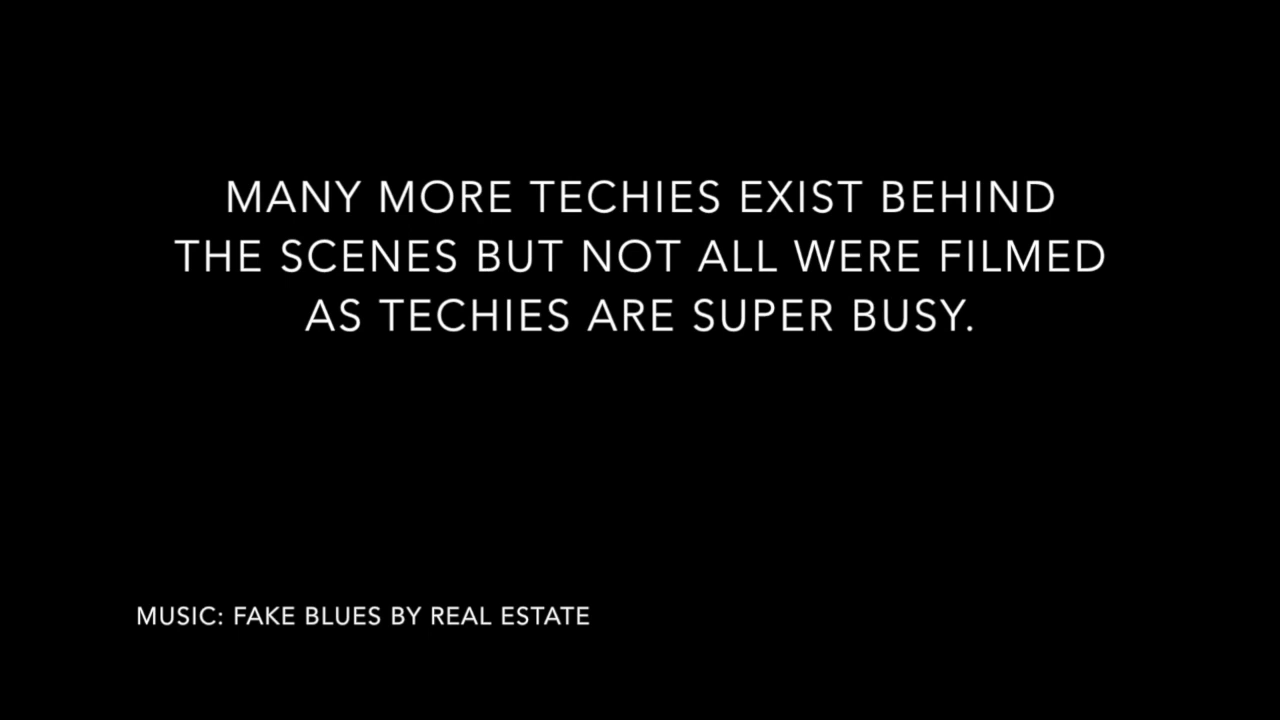 MANY MORE TECHIES EXIST BEHIND
THE SCENES BUT NOT ALL WERE FILMED
AS TECHIES ARE SUPER BUSY.
MUSIC: FAKE BLUES BY REAL ESTATE